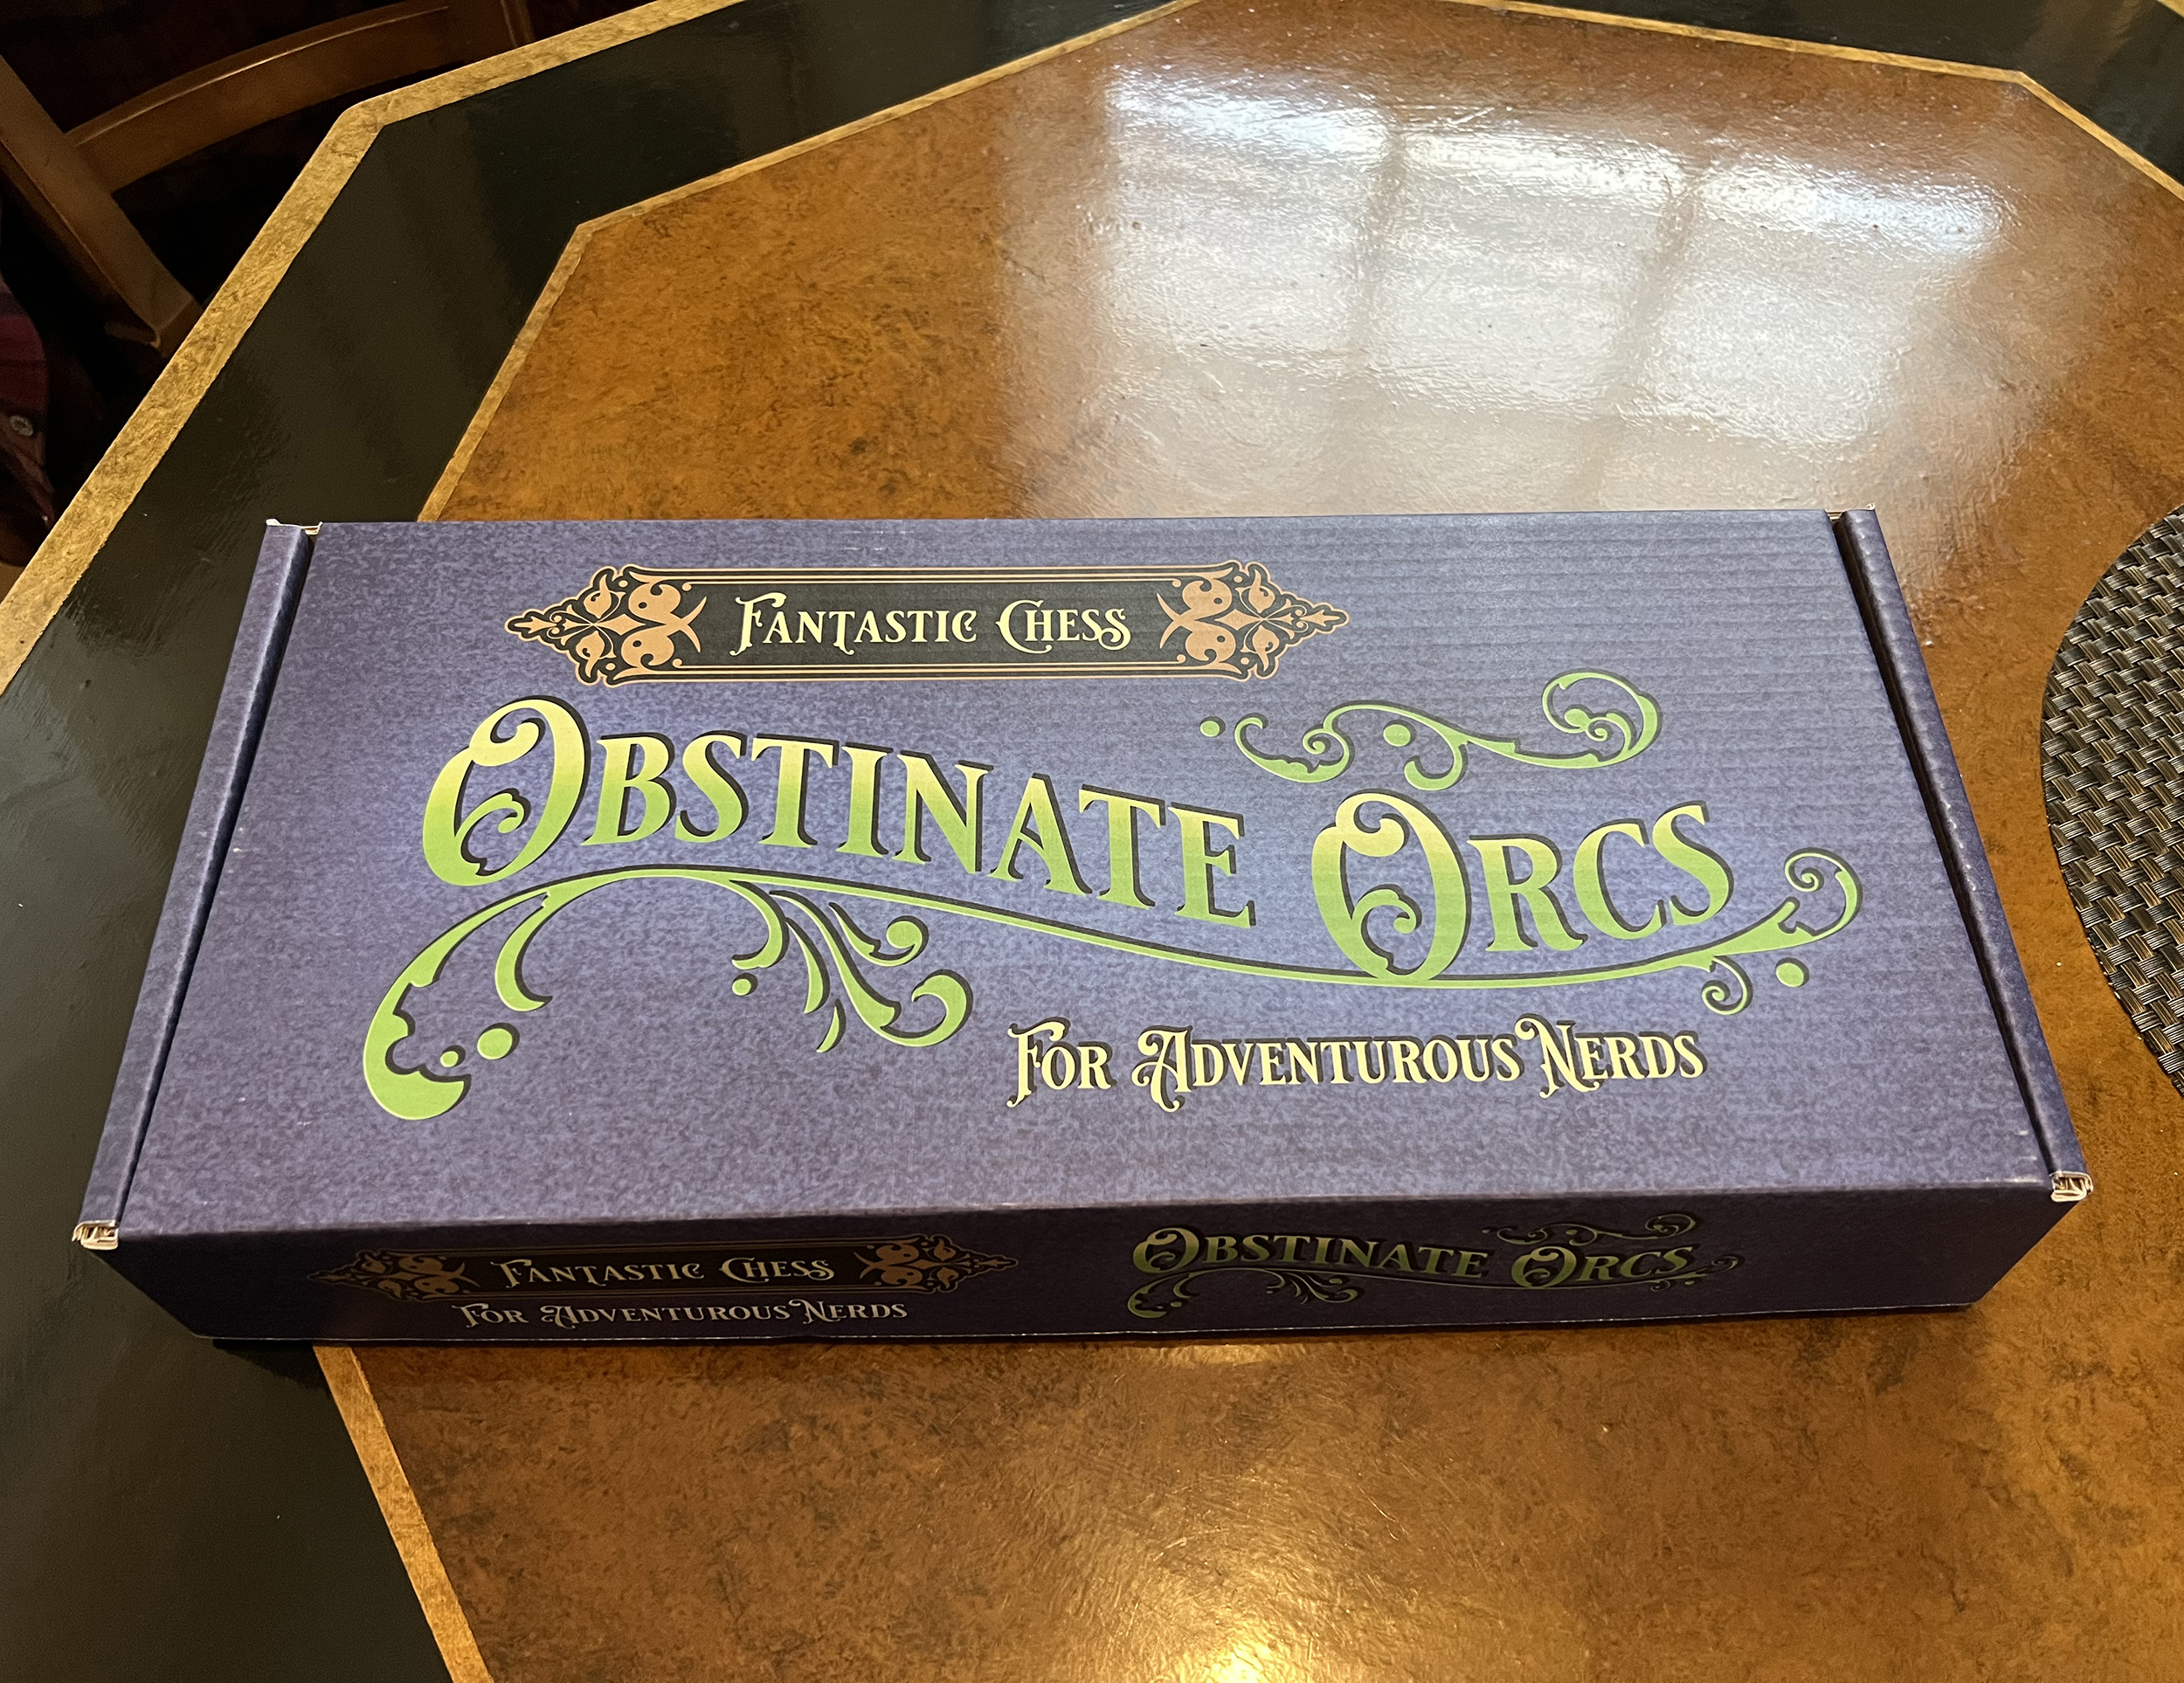 Fantastic Chess
Obstinate Orcs
For Adventurous Nerds
Fantastic Chess
For Adventurous Nerds
Obstinate Orcs